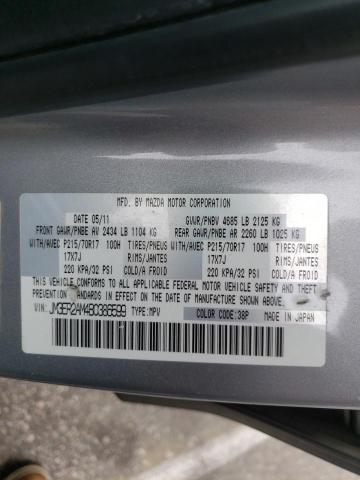 MFD. BY MAZDA MOTOR CORPORATION
DATE 05/11 GVWR/PNBV 4685 LB 2125 KG
FRONT GAWR/PNBE AV 2434 LB 1104 KG REAR GAWR/PNBE AR 2260 LB 1025 KG
WITH/AVEC P215/70R17 100H TIRES/PNEUS WITH/AVEC P215/70R17 100H TIRES/PNEUS
17X7J RIMS/JANTES 17X7J RIMS/JANTES
220 KPA/32 PSI COLD/A FROID 220 KPA/32 PSI COLD/A FROID
THIS VEHICLE CONFORMS TO ALL APPLICABLE FEDERAL MOTOR VEHICLE SAFETY AND THEFT
PREVENTION STANDARDS IN EFFECT ON THE DATE OF MANUFACTURE SHOWN ABOVE.
VIN: TYPE:MPV COLOR CODE:38P MADE IN JAPAN